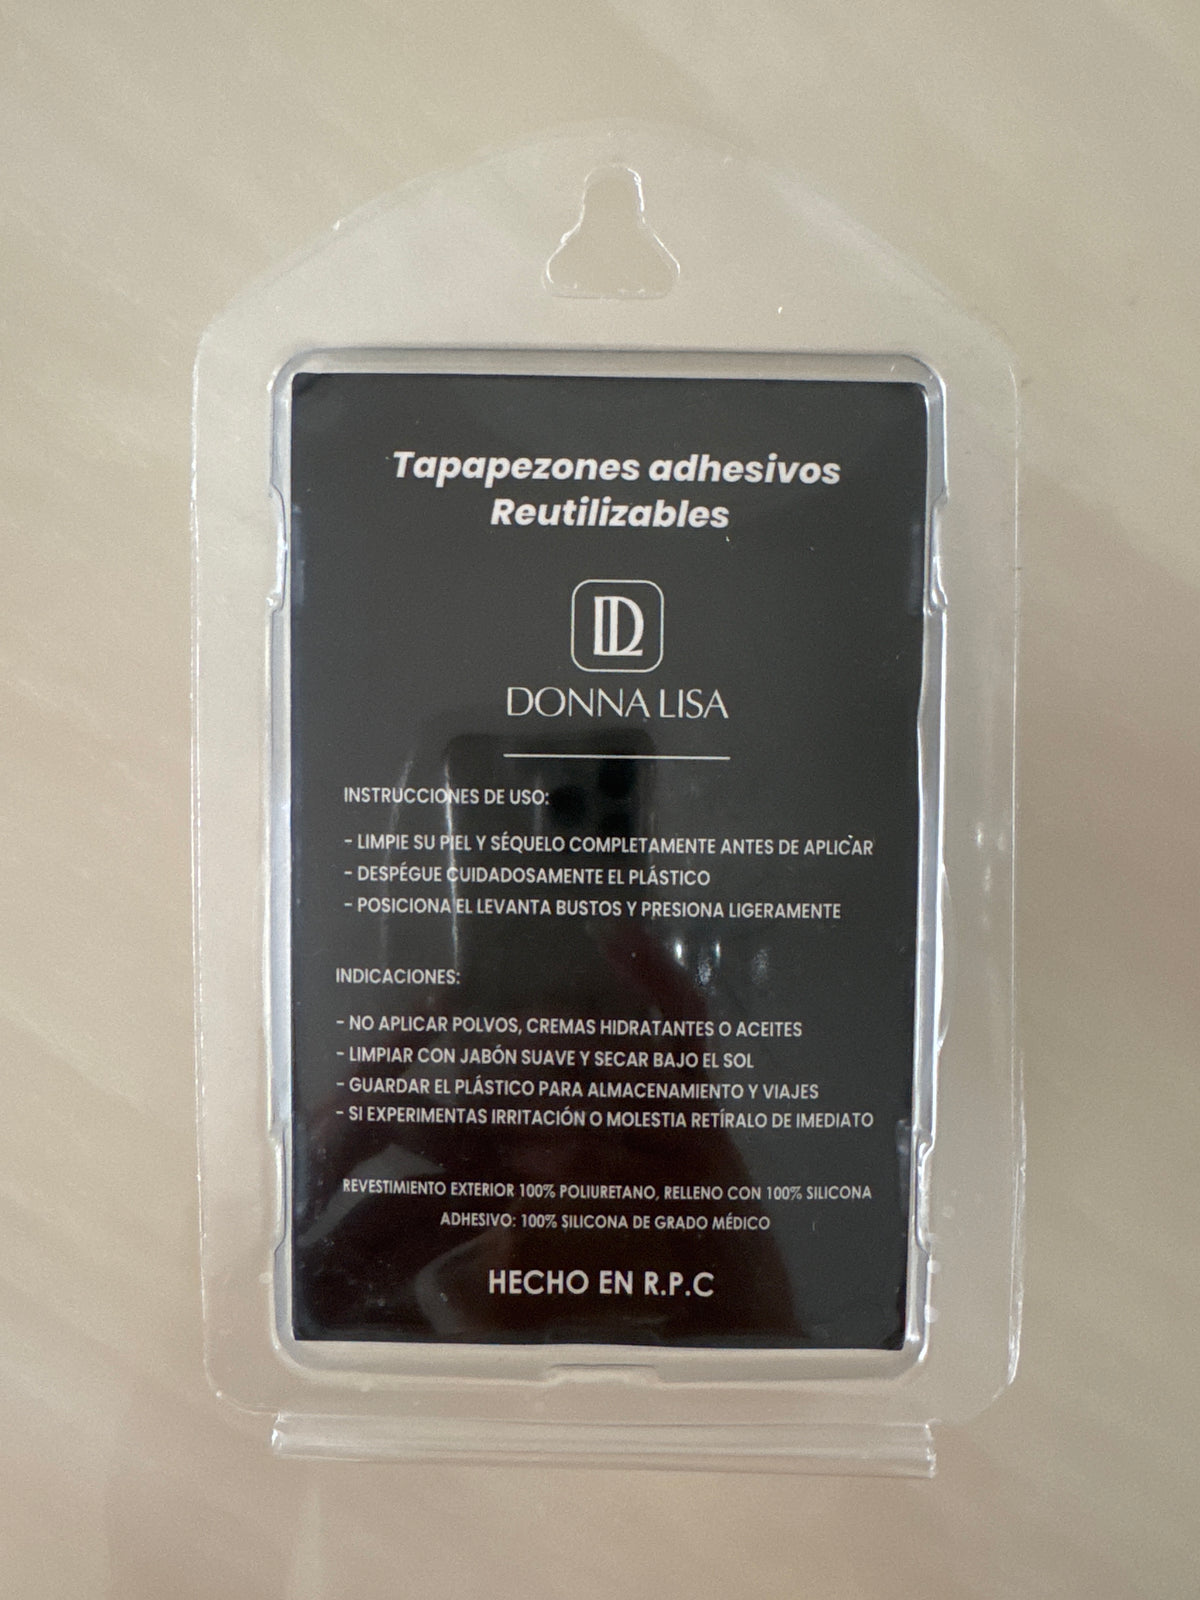 Tapapezones adhesivos
Reutilizables
DL
DONNA LISA
INSTRUCCIONES DE USO:
- LIMPIE SU PIEL Y SÉQUELO COMPLETAMENTE ANTES DE APLICAR
- DESPÉGUE CUIDADOSAMENTE EL PLÁSTICO
- POSICIONA EL LEVANTA BUSTOS Y PRESIONA LIGERAMENTE
INDICACIONES:
- NO APLICAR POLVOS, CREMAS HIDRATANTES O ACEITES
- LIMPIAR CON JABÓN SUAVE Y SECAR BAJO EL SOL
- GUARDAR EL PLÁSTICO PARA ALMACENAMIENTO Y VIAJES
- SI EXPERIMENTAS IRRITACIÓN O MOLESTIA RETÍRALO DE IMEDIATO
REVESTIMIENTO EXTERIOR 100% POLIURETANO, RELLENO CON 100% SILICONA
ADHESIVO: 100% SILICONA DE GRADO MÉDICO
HECHO EN R.P.C